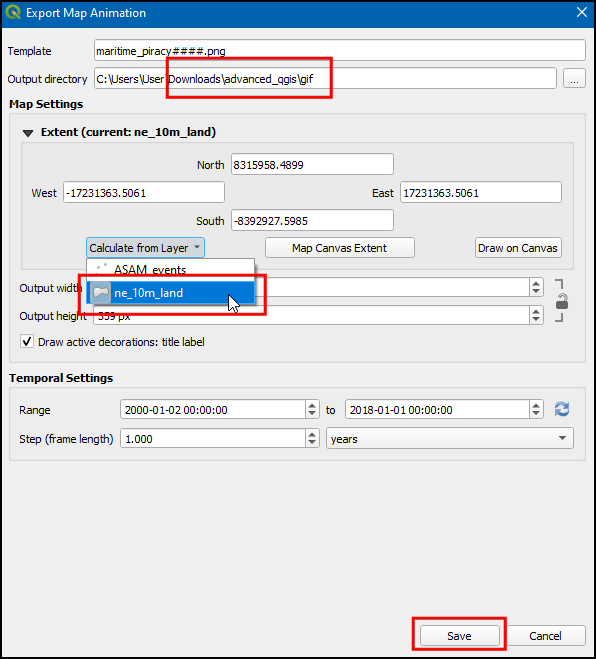 Export Map Animation
Template maritime_piracy####.png
Output directory C:\Users\User\Downloads\advanced_qgis\gif ...
Map Settings
Extent (current: ne_10m_land)
North 8315958.4899
West -17231363.5061 East 17231363.5061
South -8392927.5985
Calculate from Layer Map Canvas Extent Draw on Canvas
ASAM_events
Output width ne_10m_land
Output height px
Draw active decorations: title label
Temporal Settings
Range 2000-01-02 00:00:00 to 2018-01-01 00:00:00
Step (frame length) 1.000 years
Save Cancel